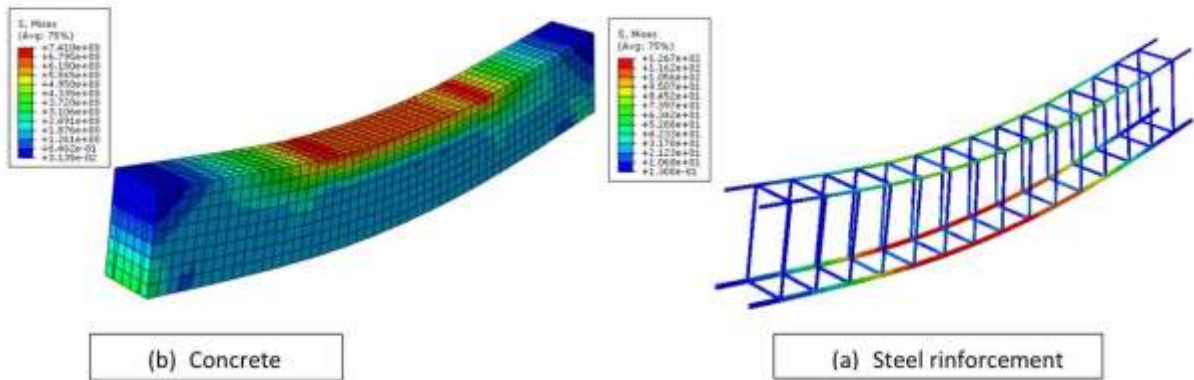 S, Mises
(Avg: 75%)
+7.410e+00
+6.795e+00
+6.180e+00
+5.565e+00
+4.950e+00
+4.335e+00
+3.720e+00
+3.106e+00
+2.491e+00
+1.876e+00
+1.261e+00
+6.462e-01
+3.139e-02
S, Mises
(Avg: 75%)
+1.267e+02
+1.162e+02
+1.056e+02
+9.507e+01
+8.452e+01
+7.397e+01
+6.342e+01
+5.288e+01
+4.233e+01
+3.178e+01
+2.123e+01
+1.068e+01
(b) Concrete
(a) Steel rinforcement